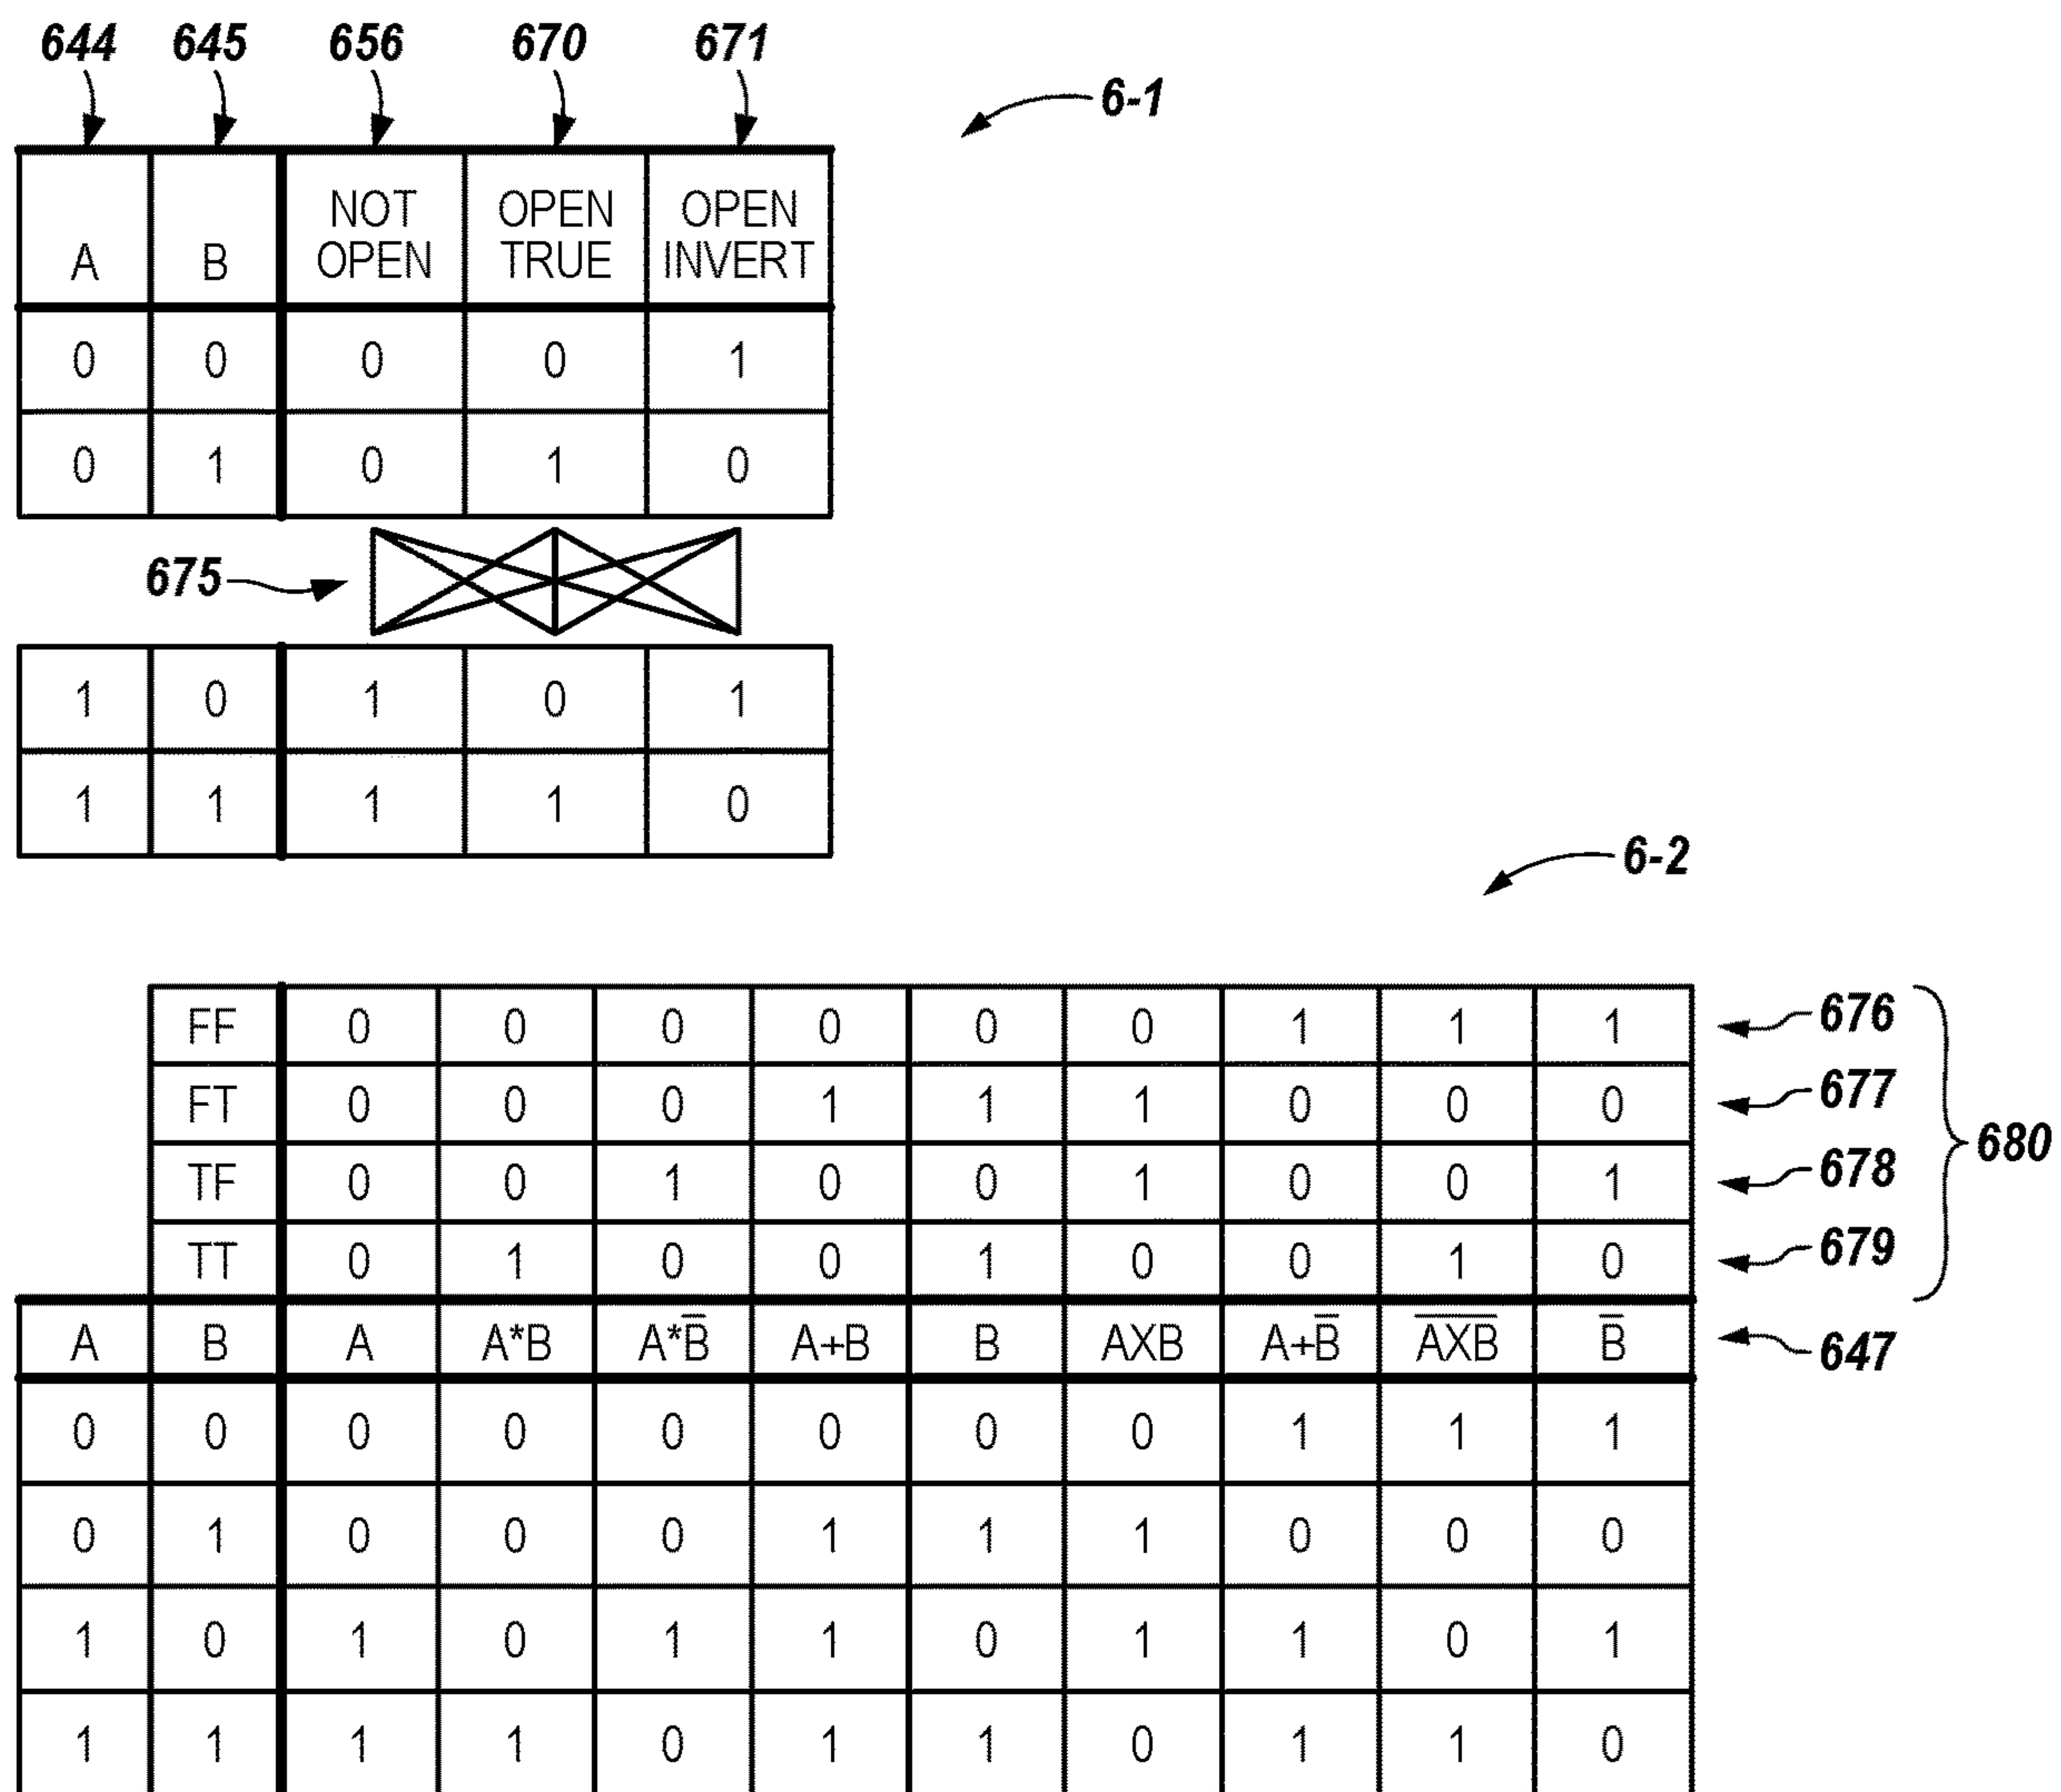 644 645 656 670 671
6-1
A B NOT OPEN OPEN TRUE OPEN INVERT
0 0 0 0 1
0 1 0 1 0
675
1 0 1 0 1
1 1 1 1 0
6-2
FF 0 0 0 0 0 0 1 1 1 676
FT 0 0 0 1 1 1 0 0 0 677
680
TF 0 0 1 0 0 1 0 0 1 678
TT 0 1 0 0 1 0 0 1 0 679
A B A A*B A*B̅ A+B B AXB A+B̅ A̅X̅B̅ B̅ 647
0 0 0 0 0 0 0 0 1 1 1
0 1 0 0 0 1 1 1 0 0 0
1 0 1 0 1 1 0 1 1 0 1
1 1 1 1 0 1 1 0 1 1 0